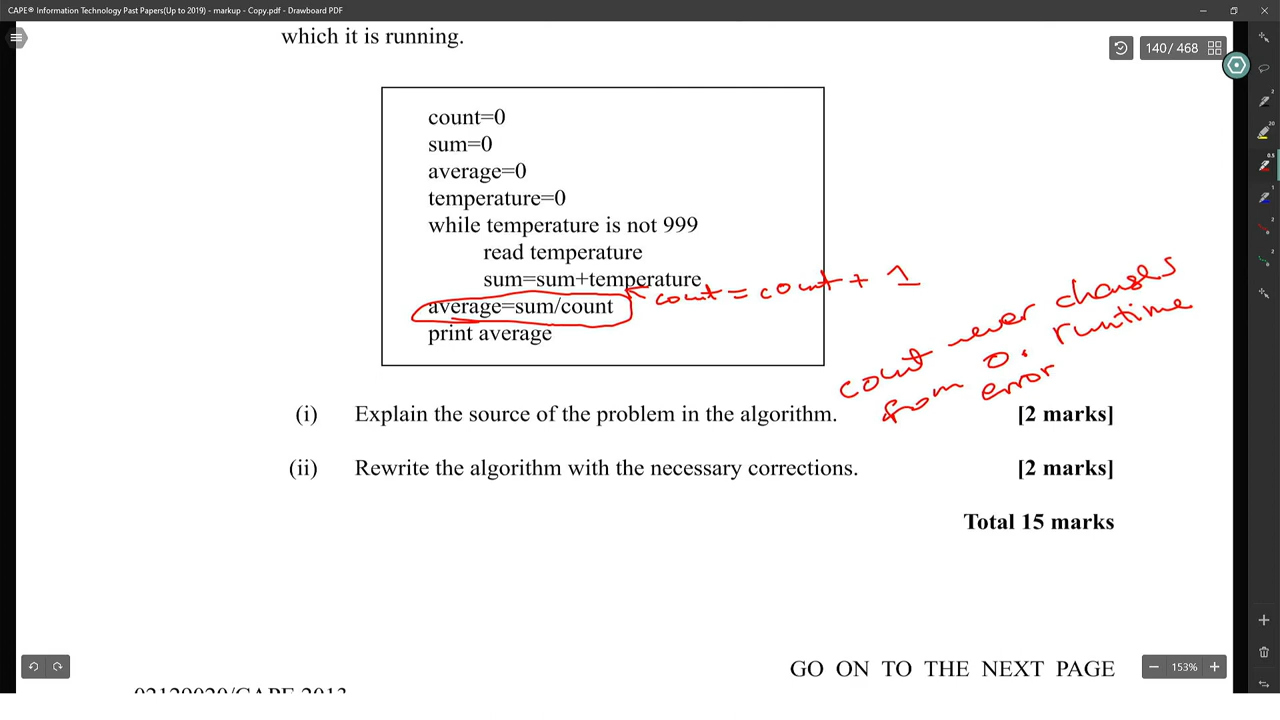 CAPE® Information Technology Past Papers(Up to 2019) - markup - Copy.pdf - Drawboard PDF
which it is running.
140 / 468
count=0
sum=0
average=0
temperature=0
while temperature is not 999
read temperature
sum=sum+temperature
count = count + 1
average=sum/count
print average
count never changes
from 0. runtime
error
(i) Explain the source of the problem in the algorithm. [2 marks]
(ii) Rewrite the algorithm with the necessary corrections. [2 marks]
Total 15 marks
GO ON TO THE NEXT PAGE
153%
02129020/CAPE 2013